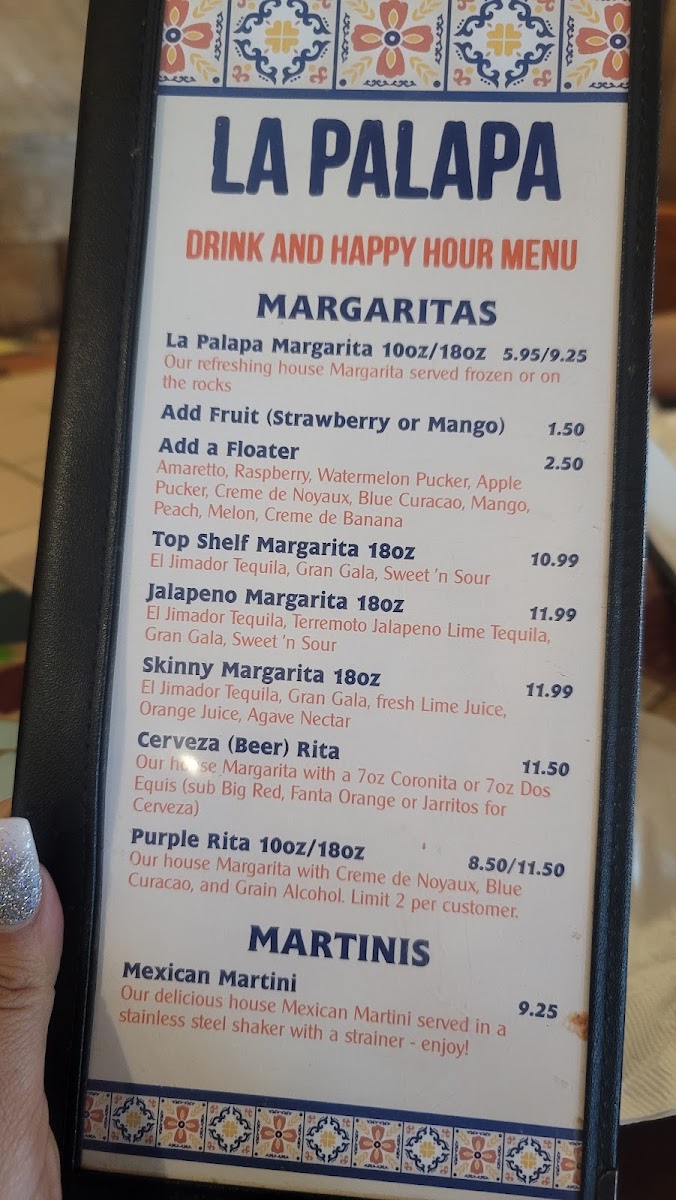 LA PALAPA
DRINK AND HAPPY HOUR MENU
MARGARITAS
La Palapa Margarita 10oz/18oz 5.95/9.25
Our refreshing house Margarita served frozen or on
the rocks
Add Fruit (Strawberry or Mango) 1.50
Add a Floater 2.50
Amaretto, Raspberry, Watermelon Pucker, Apple
Pucker, Creme de Noyaux, Blue Curacao, Mango,
Peach, Melon, Creme de Banana
Top Shelf Margarita 18oz 10.99
El Jimador Tequila, Gran Gala, Sweet 'n Sour
Jalapeno Margarita 18oz 11.99
El Jimador Tequila, Terremoto Jalapeno Lime Tequila,
Gran Gala, Sweet 'n Sour
Skinny Margarita 18oz 11.99
El Jimador Tequila, Gran Gala, fresh Lime Juice,
Orange Juice, Agave Nectar
Cerveza (Beer) Rita 11.50
Our house Margarita with a 7oz Coronita or 7oz Dos
Equis (sub Big Red, Fanta Orange or Jarritos for
Cerveza)
Purple Rita 10oz/18oz 8.50/11.50
Our house Margarita with Creme de Noyaux, Blue
Curacao, and Grain Alcohol. Limit 2 per customer.
MARTINIS
Mexican Martini 9.25
Our delicious house Mexican Martini served in a
stainless steel shaker with a strainer - enjoy!